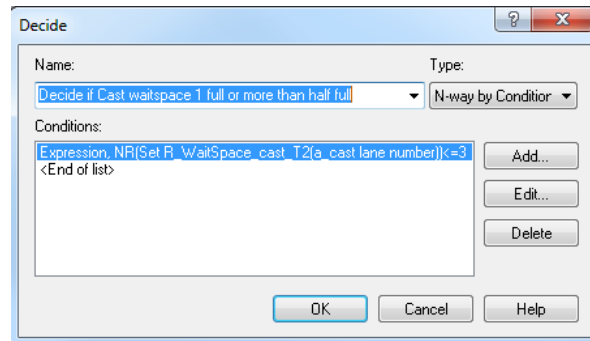 Decide
Name:
Type:
Decide if Cast waitspace 1 full or more than half full
N-way by Condition
Conditions:
Expression, NR(Set R_WaitSpace_cast_T2(a_cast lane number))<=3
<End of list>
Add...
Edit...
Delete
OK
Cancel
Help